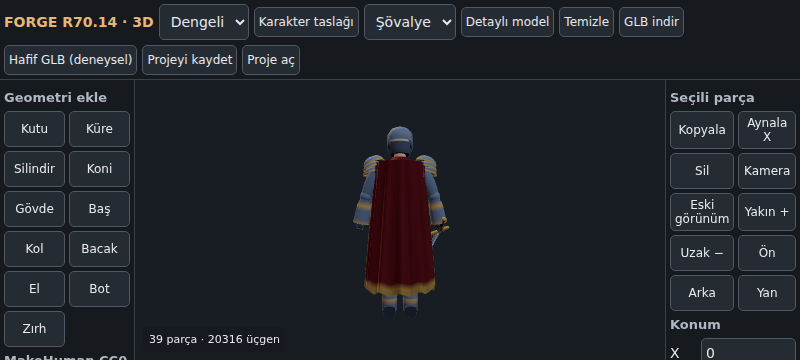 FORGE R70.14 · 3D Dengeli Karakter taslağı Şövalye Detaylı model Temizle GLB indir
Hafif GLB (deneysel) Projeyi kaydet Proje aç
Geometri ekle
Kutu Küre
Silindir Koni
Gövde Baş
Kol Bacak
El Bot
Zırh
MakeHuman CC0
39 parça · 20316 üçgen
Seçili parça
Kopyala Aynala X
Sil Kamera
Eski görünüm Yakın +
Uzak − Ön
Arka Yan
Konum
X 0